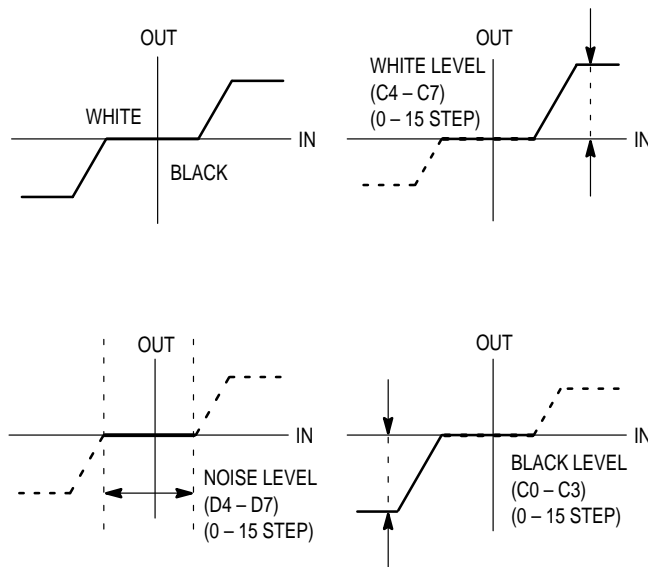 OUT
WHITE
IN
BLACK
OUT
WHITE LEVEL
(C4 – C7)
(0 – 15 STEP)
IN
OUT
IN
NOISE LEVEL
(D4 – D7)
(0 – 15 STEP)
OUT
IN
BLACK LEVEL
(C0 – C3)
(0 – 15 STEP)